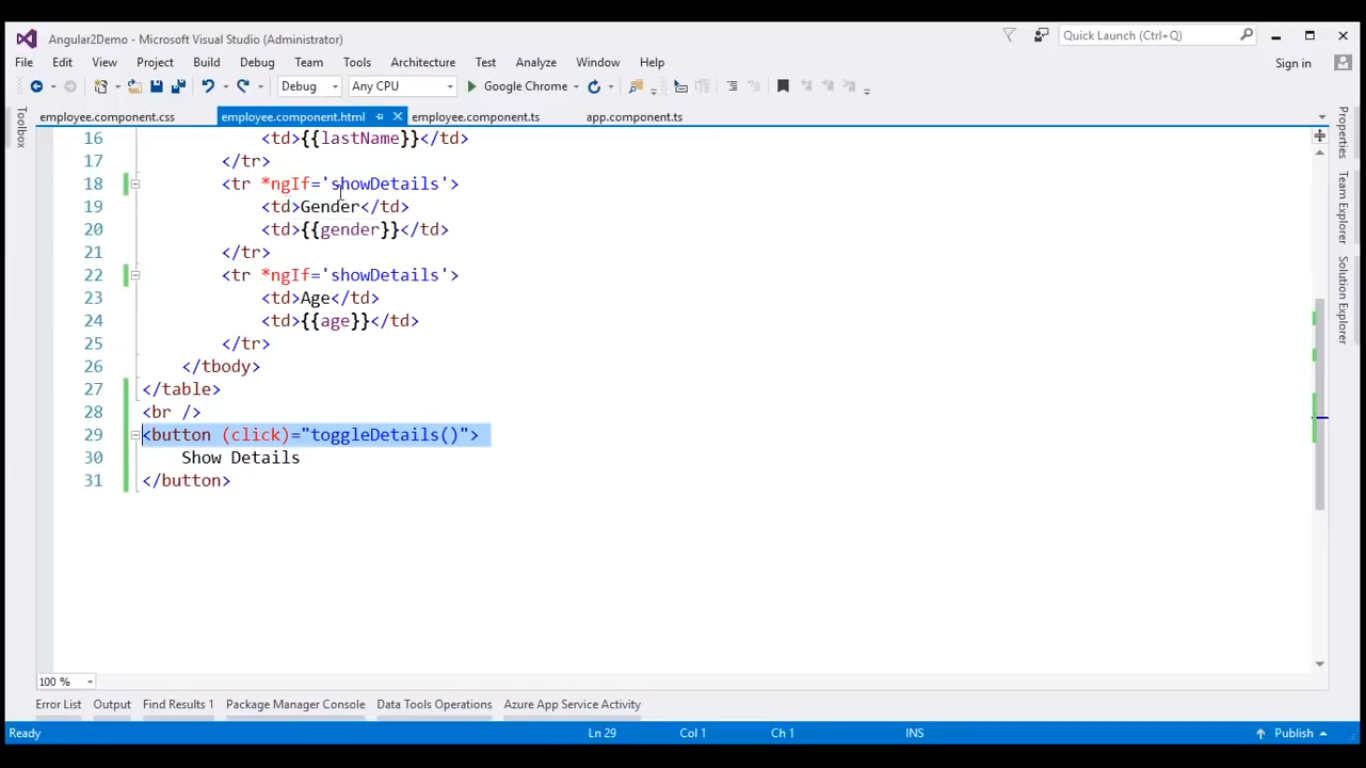 Angular2Demo - Microsoft Visual Studio (Administrator)
Quick Launch (Ctrl+Q)
File Edit View Project Build Debug Team Tools Architecture Test Analyze Window Help
Sign in
Debug Any CPU Google Chrome
Toolbox
employee.component.css employee.component.html employee.component.ts app.component.ts
16 <td>{{lastName}}</td>
17 </tr>
18 <tr *ngIf='showDetails'>
19 <td>Gender</td>
20 <td>{{gender}}</td>
21 </tr>
22 <tr *ngIf='showDetails'>
23 <td>Age</td>
24 <td>{{age}}</td>
25 </tr>
26 </tbody>
27 </table>
28 <br />
29 <button (click)="toggleDetails()">
30 Show Details
31 </button>
Properties
Team Explorer
Solution Explorer
100 %
Error List Output Find Results 1 Package Manager Console Data Tools Operations Azure App Service Activity
Ready Ln 29 Col 1 Ch 1 INS Publish